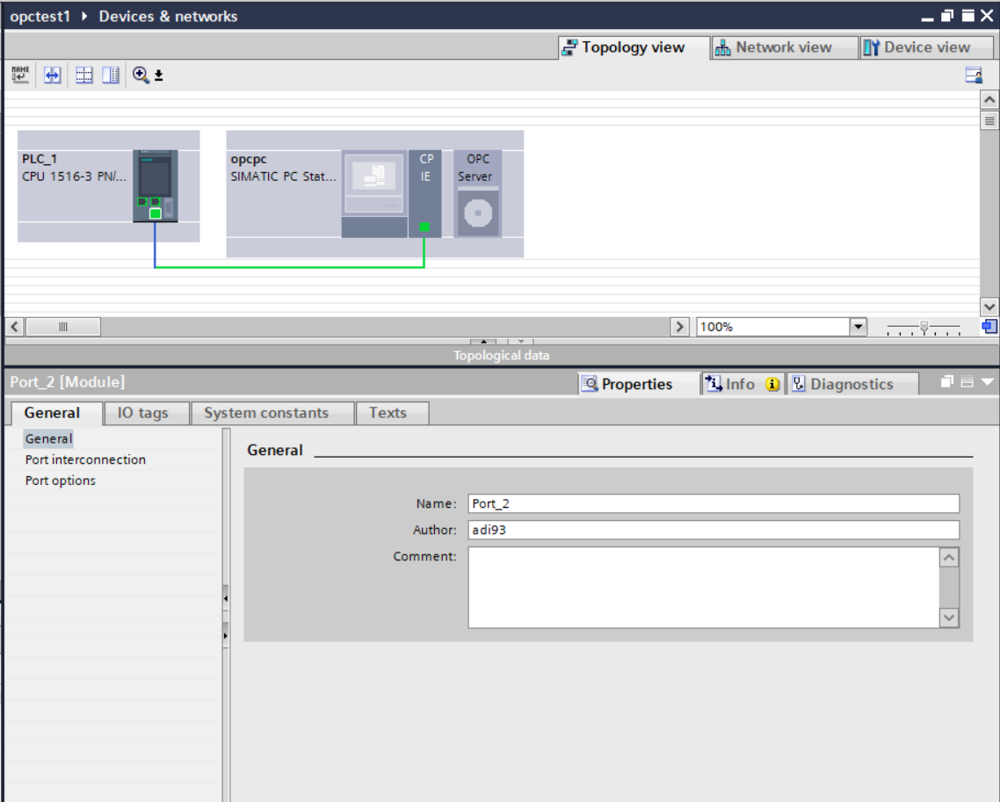 opctest1 ▸ Devices & networks
Topology view
Network view
Device view
NAME
PLC_1
CPU 1516-3 PN/...
opcpc
SIMATIC PC Stat...
CP
IE
OPC
Server
100%
Topological data
Port_2 [Module]
Properties
Info
Diagnostics
General
IO tags
System constants
Texts
General
Port interconnection
Port options
General
Name: Port_2
Author: adi93
Comment: